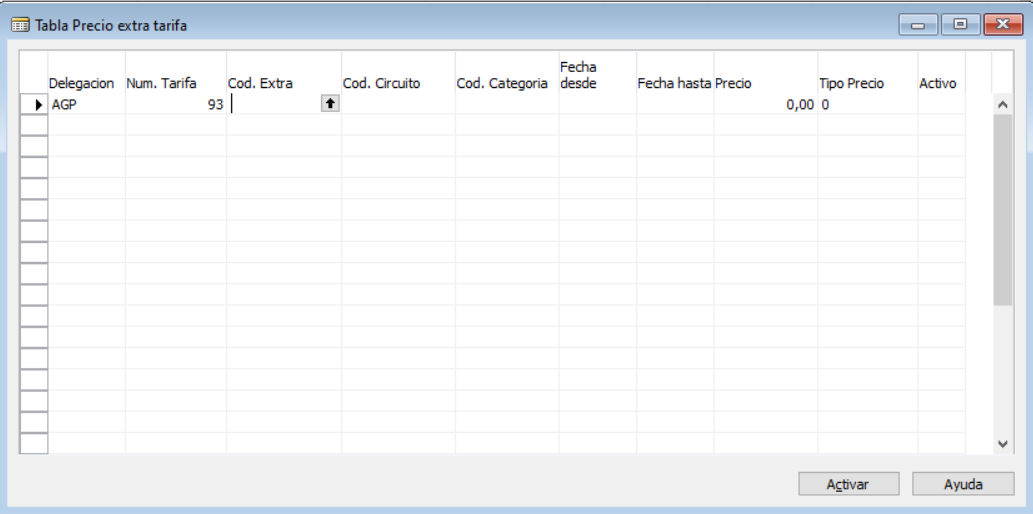 Tabla Precio extra tarifa
Delegacion Num. Tarifa Cod. Extra Cod. Circuito Cod. Categoria Fecha desde Fecha hasta Precio Tipo Precio Activo
AGP 93 0,00 0
Activar Ayuda